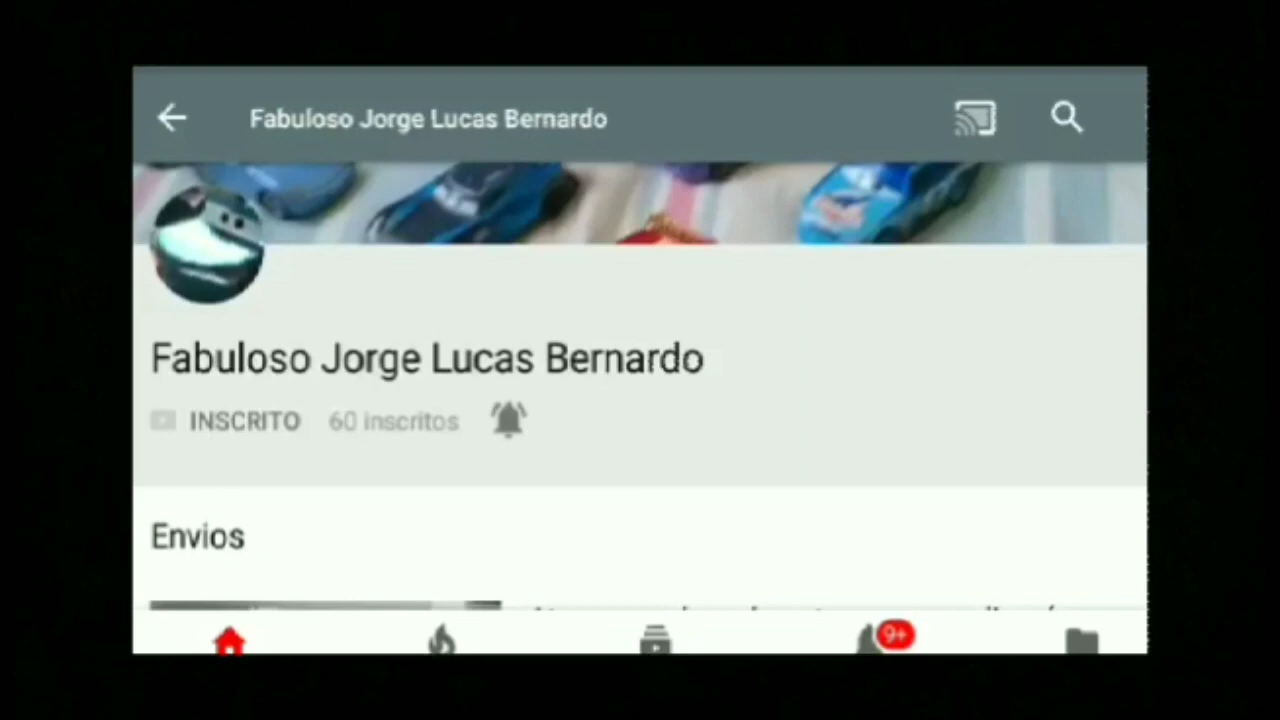 Fabuloso Jorge Lucas Bernardo
Fabuloso Jorge Lucas Bernardo
INSCRITO 60 inscritos
Envios
9+